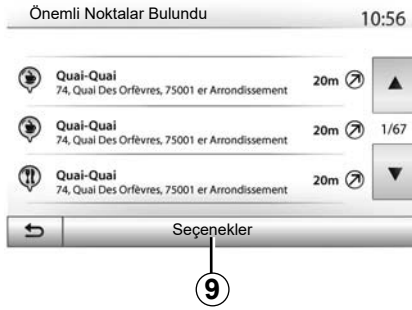 Önemli Noktalar Bulundu 10:56
Quai-Quai
74, Quai Des Orfèvres, 75001 er Arrondissement
20m
Quai-Quai
74, Quai Des Orfèvres, 75001 er Arrondissement
20m
1/67
Quai-Quai
74, Quai Des Orfèvres, 75001 er Arrondissement
20m
Seçenekler
9